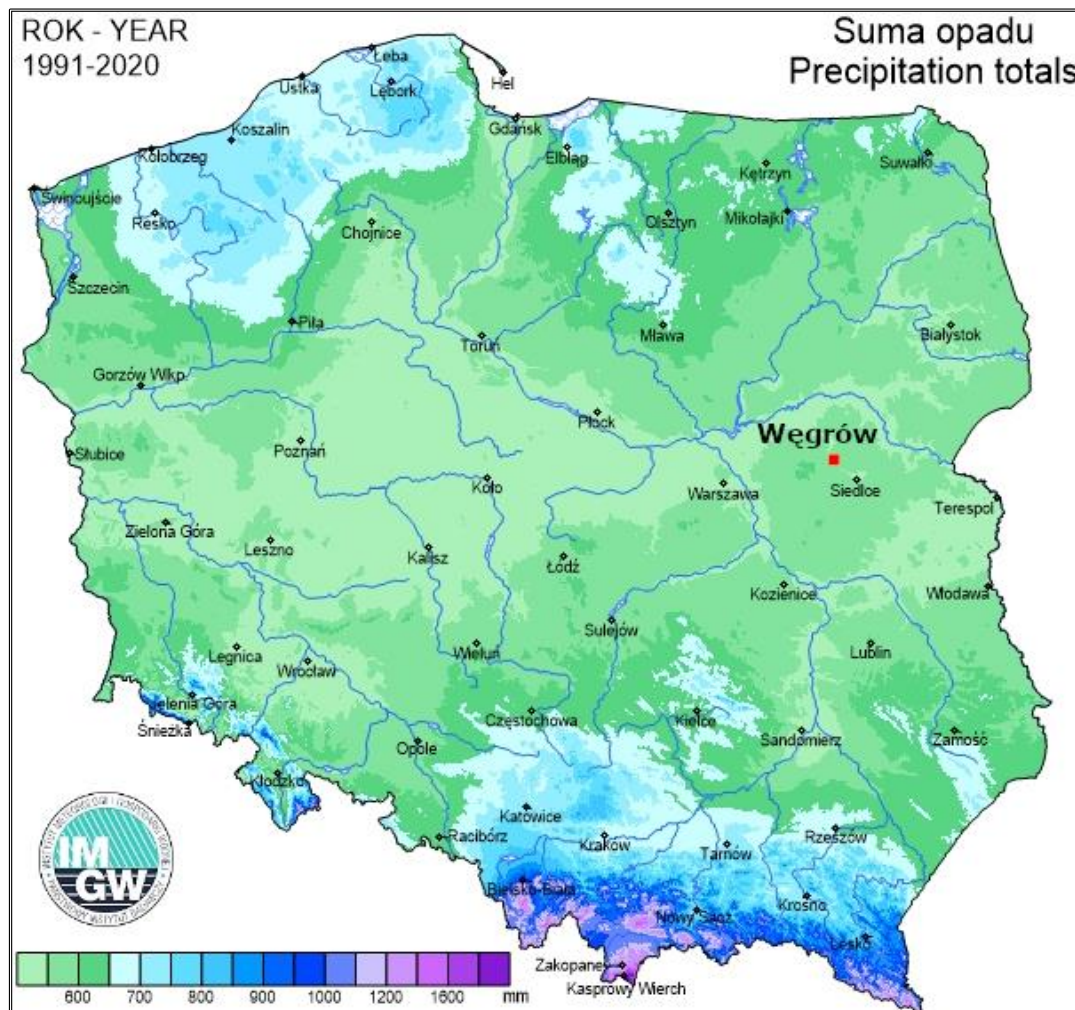 ROK - YEAR
1991-2020
Suma opadu
Precipitation totals
Łeba
Hel
Ustka
Lębork
Gdańsk
Koszalin
Kołobrzeg
Elbląg
Kętrzyn
Suwałki
Świnoujście
Resko
Chojnice
Olsztyn
Mikołajki
Szczecin
Piła
Toruń
Mława
Białystok
Gorzów Wlkp.
Płock
Węgrów
Słubice
Poznań
Koło
Warszawa
Siedlce
Terespol
Zielona Góra
Leszno
Kalisz
Łódź
Kozienice
Włodawa
Sulejów
Legnica
Wrocław
Wieluń
Lublin
Jelenia Góra
Śnieżka
Częstochowa
Kielce
Opole
Sandomierz
Zamość
Kłodzko
Katowice
Racibórz
Kraków
Tarnów
Rzeszów
Bielsko-Biała
Nowy Sącz
Krosno
Lesko
Zakopane
Kasprowy Wierch
IM
GW
600 700 800 900 1000 1200 1600 mm